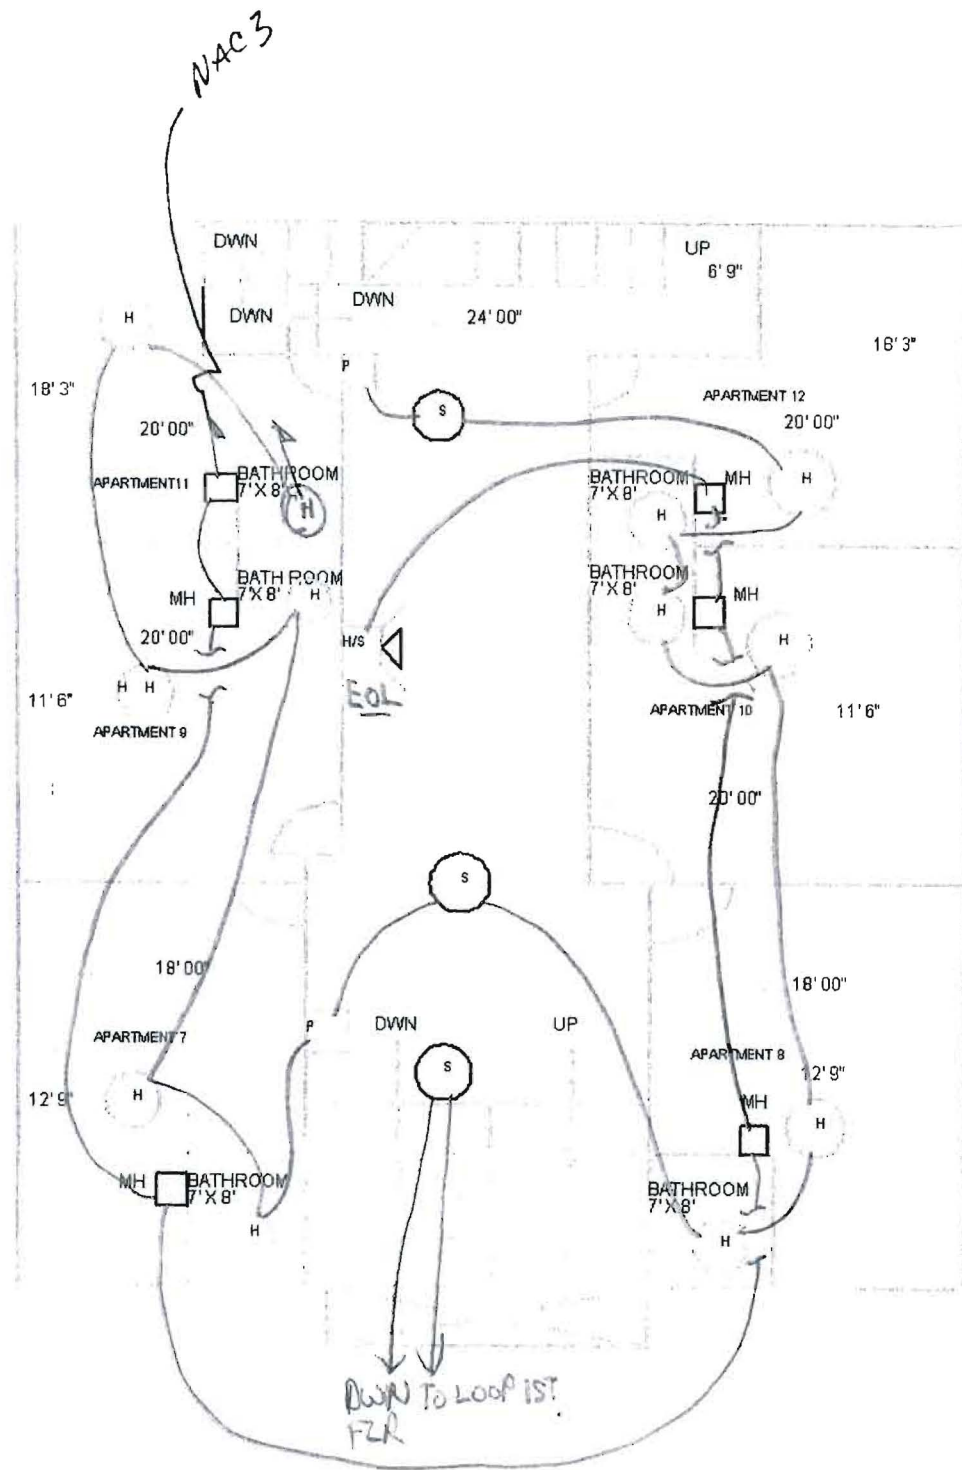 NAC 3
DWN
UP
6' 9"
DWN
DWN
24' 00"
H
16' 3"
P
18' 3"
APARTMENT 12
S
20' 00"
20' 00"
BATHROOM
7' X 8'
APARTMENT11
BATHROOM
7' X 8'
MH
H
H
H
BATH ROOM
7' X 8'
BATHROOM
7' X 8'
MH
H
MH
H
20' 00"
H/S
H
H H
11' 6"
EOL
APARTMENT 10
11' 6"
APARTMENT 9
20' 00"
S
18' 00"
18' 00"
P
DWN
UP
APARTMENT 7
APARTMENT 8
S
12' 9"
12' 9"
H
MH
H
MH
BATHROOM
7' X 8'
BATHROOM
7' X 8'
H
H
DWN TO LOOP 1ST
FLR